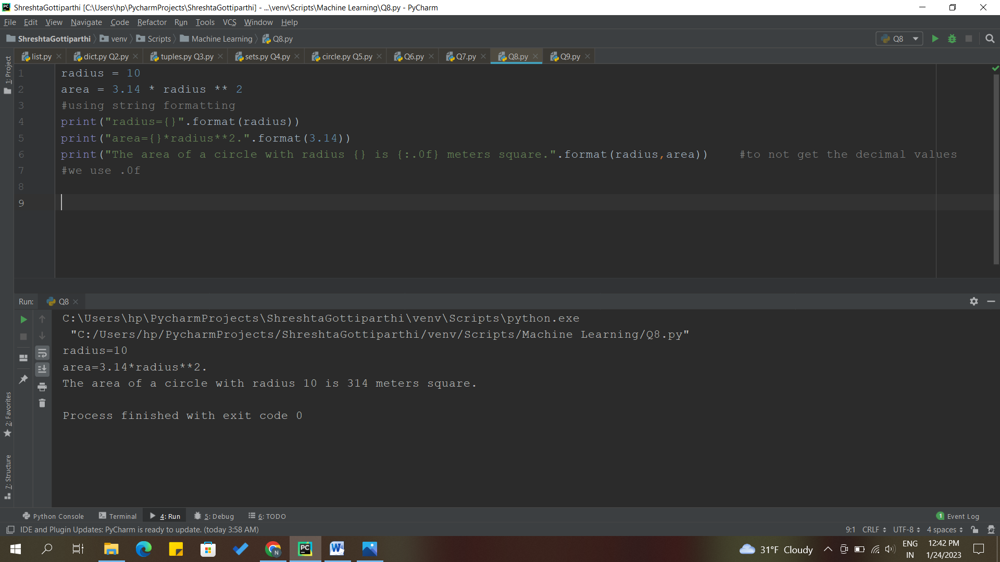 ShreshtaGottiparthi [C:\Users\hp\PycharmProjects\ShreshtaGottiparthi] - ...\venv\Scripts\Machine Learning\Q8.py - PyCharm
File Edit View Navigate Code Refactor Run Tools VCS Window Help
ShreshtaGottiparthi venv Scripts Machine Learning Q8.py Q8
list.py dict.py Q2.py tuples.py Q3.py sets.py Q4.py circle.py Q5.py Q6.py Q7.py Q8.py Q9.py
1: Project
1 radius = 10
2 area = 3.14 * radius ** 2
3 #using string formatting
4 print("radius={}".format(radius))
5 print("area={}*radius**2.".format(3.14))
6 print("The area of a circle with radius {} is {:.0f} meters square.".format(radius,area)) #to not get the decimal values
7 #we use .0f
8
9
Run: Q8
C:\Users\hp\PycharmProjects\ShreshtaGottiparthi\venv\Scripts\python.exe
"C:/Users/hp/PycharmProjects/ShreshtaGottiparthi/venv/Scripts/Machine Learning/Q8.py"
radius=10
area=3.14*radius**2.
The area of a circle with radius 10 is 314 meters square.
Process finished with exit code 0
2: Favorites
7: Structure
Python Console Terminal 4: Run 5: Debug 6: TODO 1 Event Log
IDE and Plugin Updates: PyCharm is ready to update. (today 3:58 AM) 9:1 CRLF UTF-8 4 spaces
PC
N
W
31°F Cloudy
ENG
IN
12:42 PM
1/24/2023